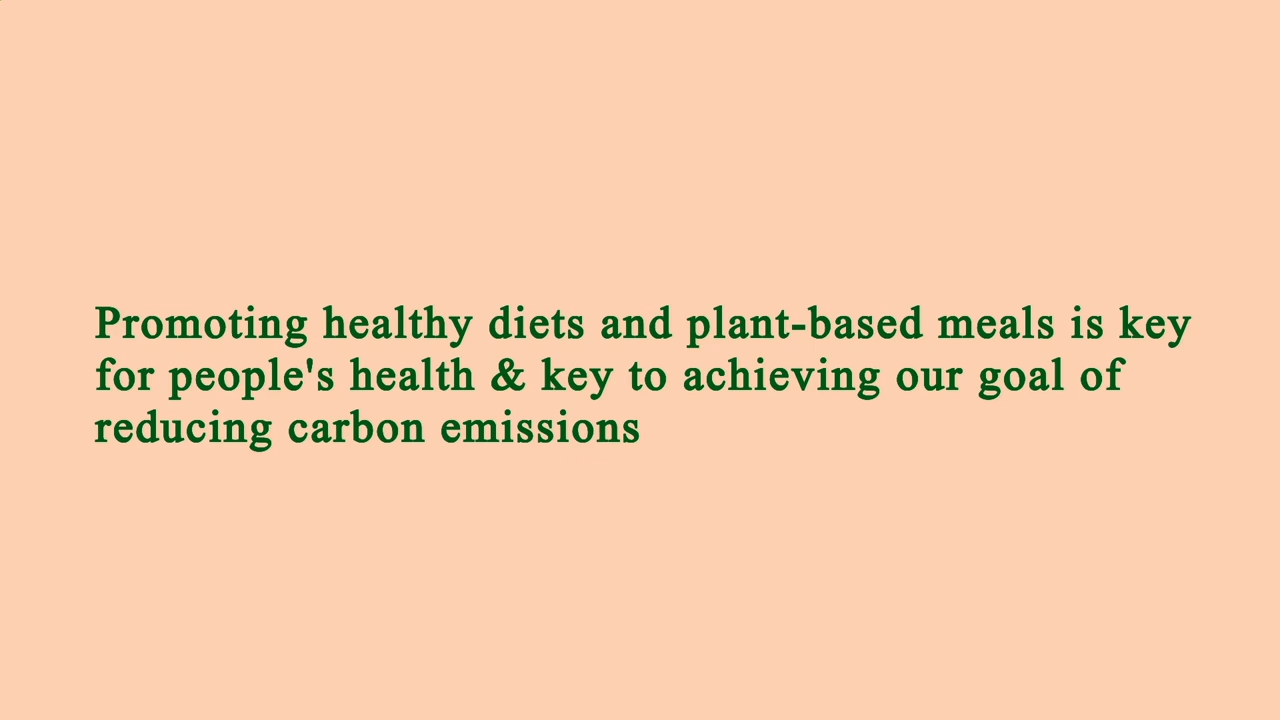 Promoting healthy diets and plant-based meals is key
for people's health & key to achieving our goal of
reducing carbon emissions